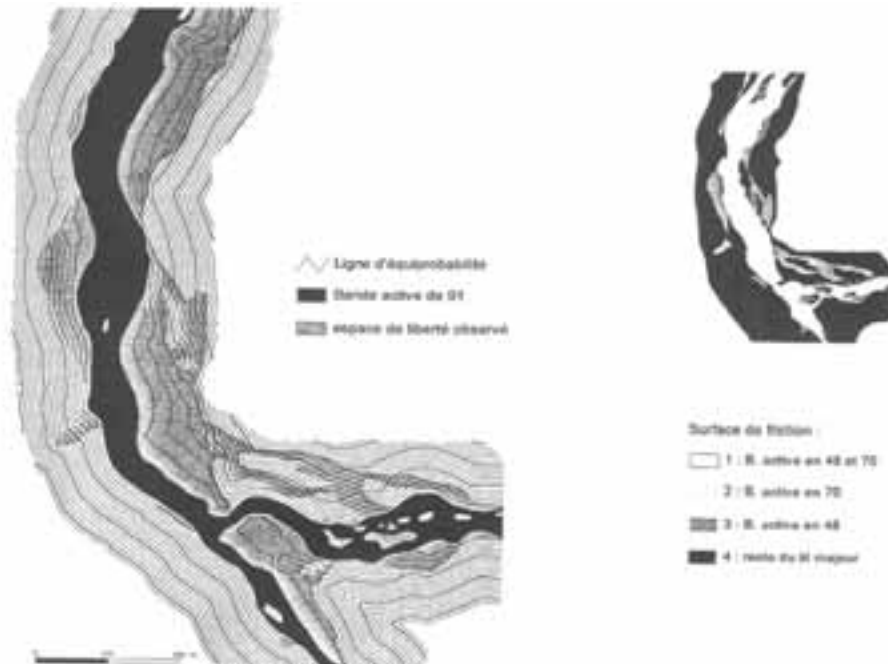 Ligne d'équiprobabilité
Bande active de 91
espace de liberté observé
Surface de friction :
1 : B. active en 48 et 70
2 : B. active en 70
3 : B. active en 48
4 : reste du lit majeur